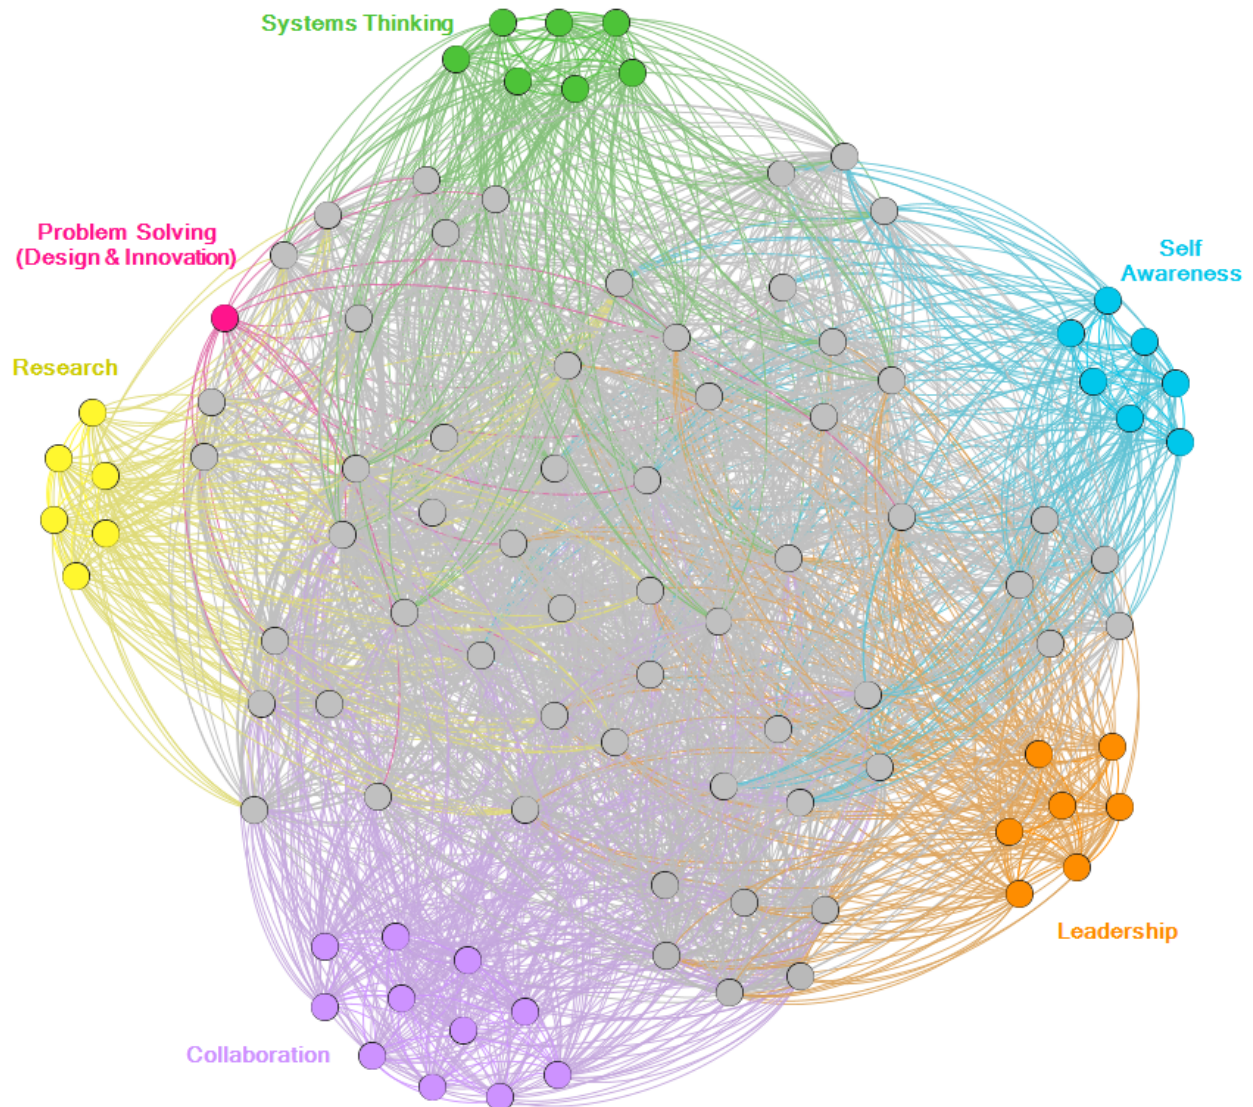 Systems Thinking
Problem Solving
(Design & Innovation)
Self
Awareness
Research
Leadership
Collaboration